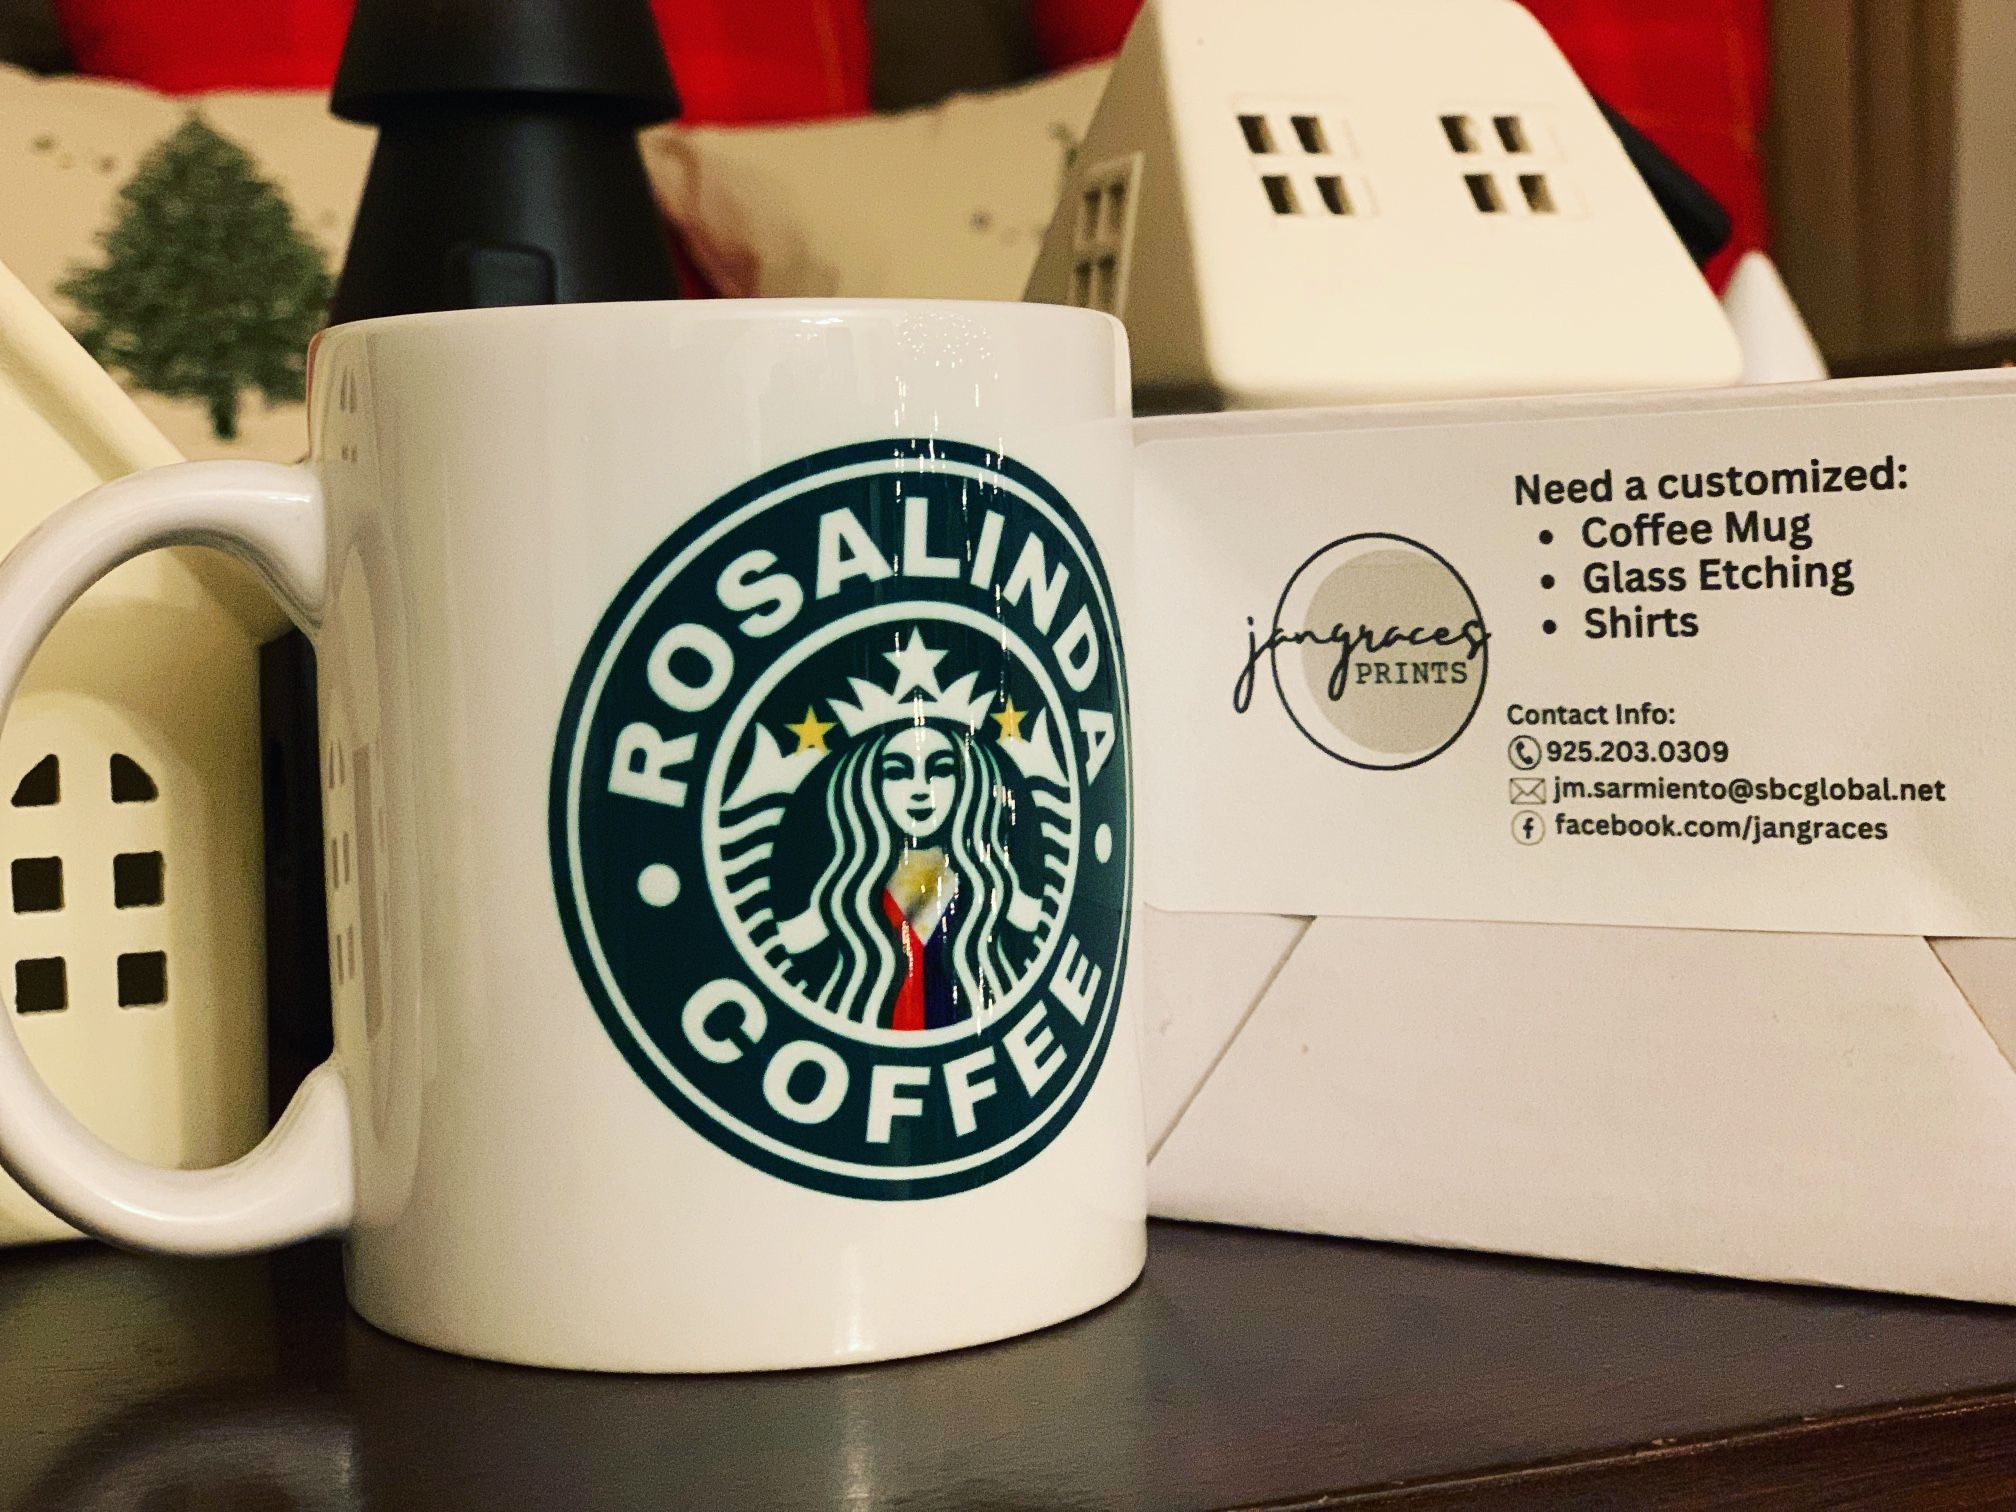 ROSALINDA
COFFEE
jangraces
PRINTS
Need a customized:
• Coffee Mug
• Glass Etching
• Shirts
Contact Info:
925.203.0309
jm.sarmiento@sbcglobal.net
facebook.com/jangraces